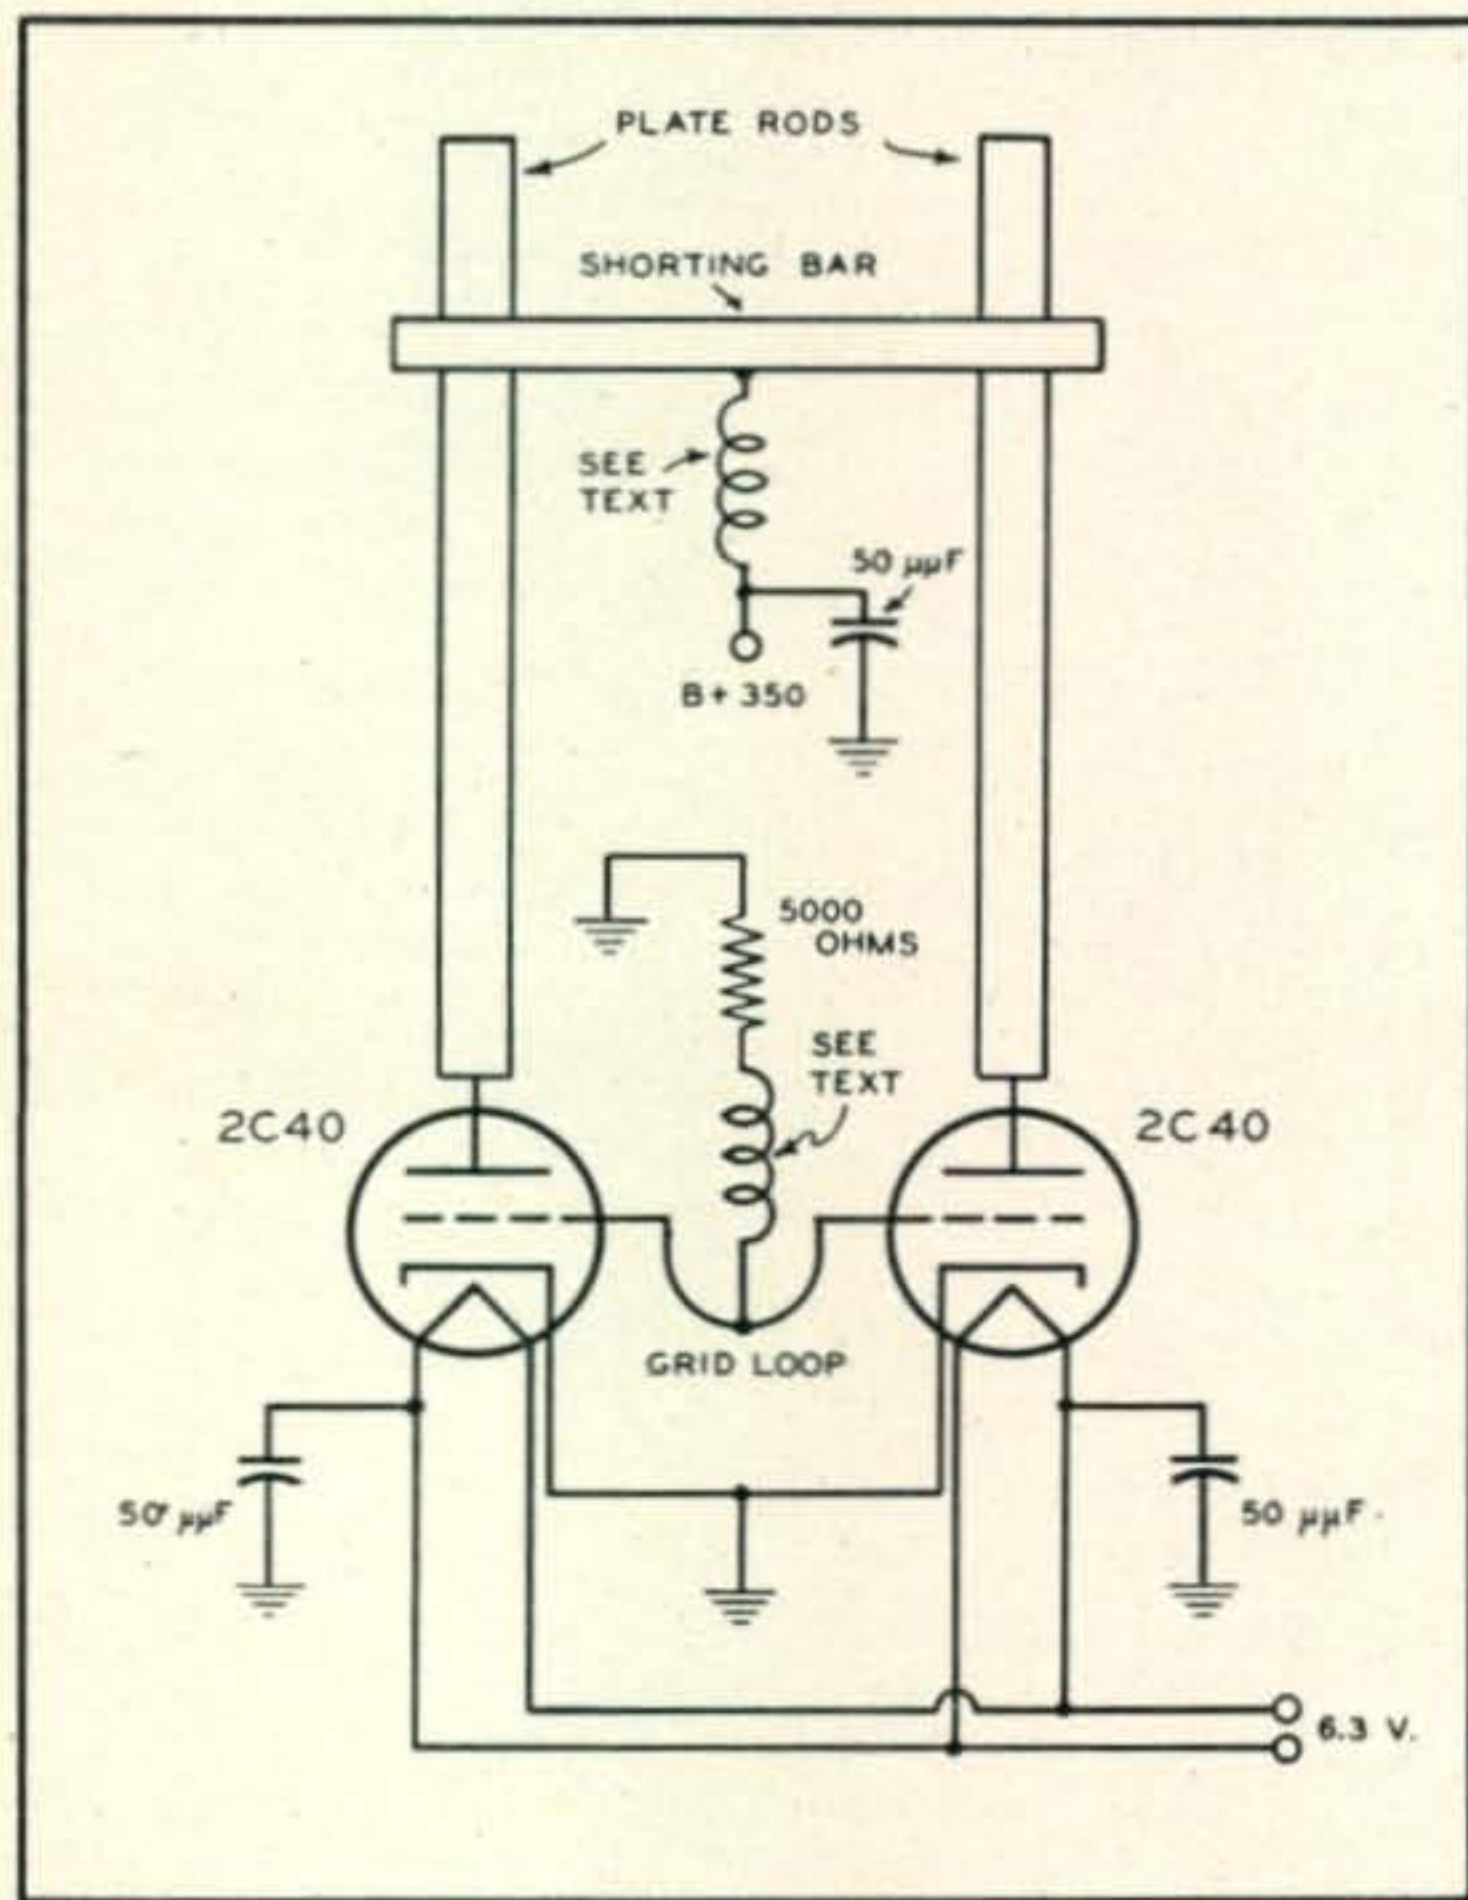 PLATE RODS
SHORTING BAR
SEE
TEXT
50 μμF
B+ 350
5000
OHMS
SEE
TEXT
2C40
2C40
GRID LOOP
50 μμF
50 μμF
6.3 V.